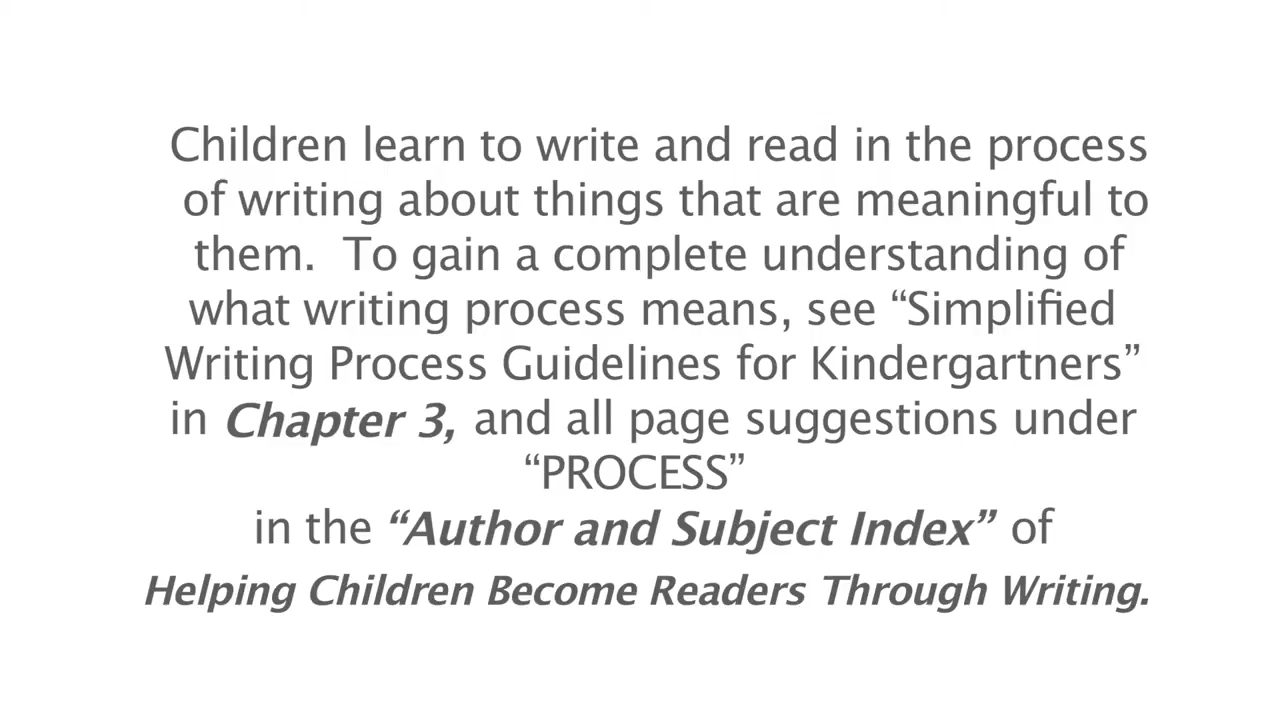 Children learn to write and read in the process
of writing about things that are meaningful to
them.  To gain a complete understanding of
what writing process means, see “Simplified
Writing Process Guidelines for Kindergartners”
in Chapter 3, and all page suggestions under
“PROCESS”
in the “Author and Subject Index” of
Helping Children Become Readers Through Writing.